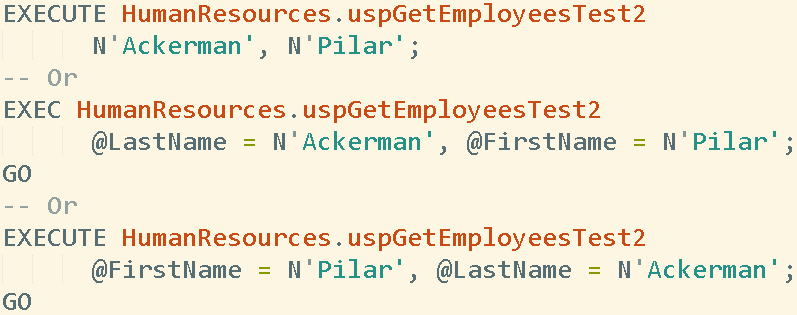 EXECUTE HumanResources.uspGetEmployeesTest2
N'Ackerman', N'Pilar';
-- Or
EXEC HumanResources.uspGetEmployeesTest2
@LastName = N'Ackerman', @FirstName = N'Pilar';
GO
-- Or
EXECUTE HumanResources.uspGetEmployeesTest2
@FirstName = N'Pilar', @LastName = N'Ackerman';
GO